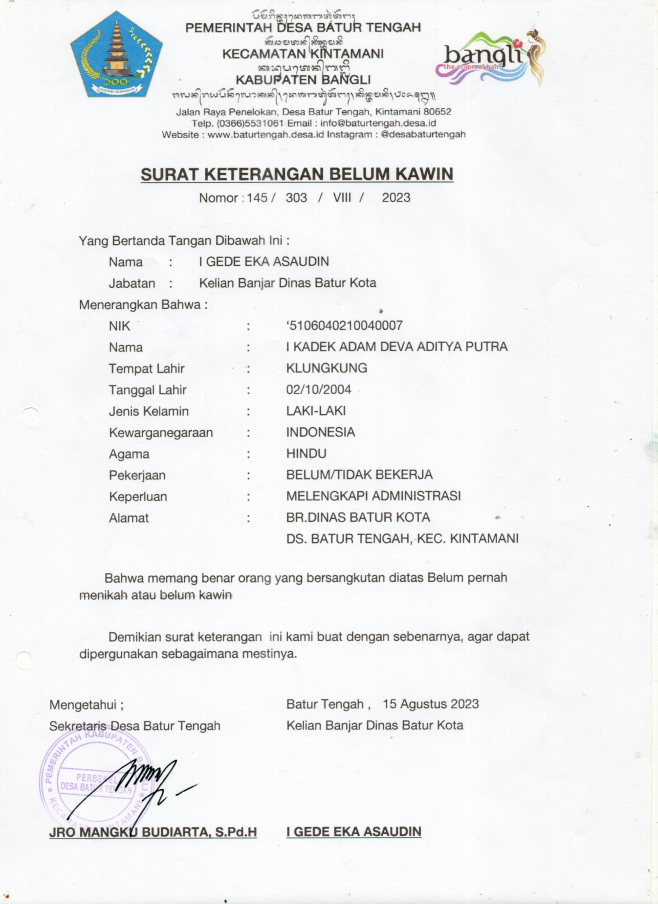 PEMERINTAH DESA BATUR TENGAH
KECAMATAN KINTAMANI
KABUPATEN BANGLI
Jalan Raya Penelokan, Desa Batur Tengah, Kintamani 80652
Telp. (0366)5531061 Email : info@baturtengah.desa.id
Website : www.baturtengah.desa.id Instagram : @desabaturtengah
bangli
SURAT KETERANGAN BELUM KAWIN
Nomor : 145 / 303 / VIII / 2023
Yang Bertanda Tangan Dibawah Ini :
Nama : I GEDE EKA ASAUDIN
Jabatan : Kelian Banjar Dinas Batur Kota
Menerangkan Bahwa :
NIK : ‘5106040210040007
Nama : I KADEK ADAM DEVA ADITYA PUTRA
Tempat Lahir : KLUNGKUNG
Tanggal Lahir : 02/10/2004
Jenis Kelamin : LAKI-LAKI
Kewarganegaraan : INDONESIA
Agama : HINDU
Pekerjaan : BELUM/TIDAK BEKERJA
Keperluan : MELENGKAPI ADMINISTRASI
Alamat : BR.DINAS BATUR KOTA
DS. BATUR TENGAH, KEC. KINTAMANI
Bahwa memang benar orang yang bersangkutan diatas Belum pernah
menikah atau belum kawin
Demikian surat keterangan ini kami buat dengan sebenarnya, agar dapat
dipergunakan sebagaimana mestinya.
Mengetahui ;
Sekretaris Desa Batur Tengah
Batur Tengah , 15 Agustus 2023
Kelian Banjar Dinas Batur Kota
PEMERINTAH KABUPATEN
DESA BATUR TENGAH
JRO MANGKU BUDIARTA, S.Pd.H
I GEDE EKA ASAUDIN